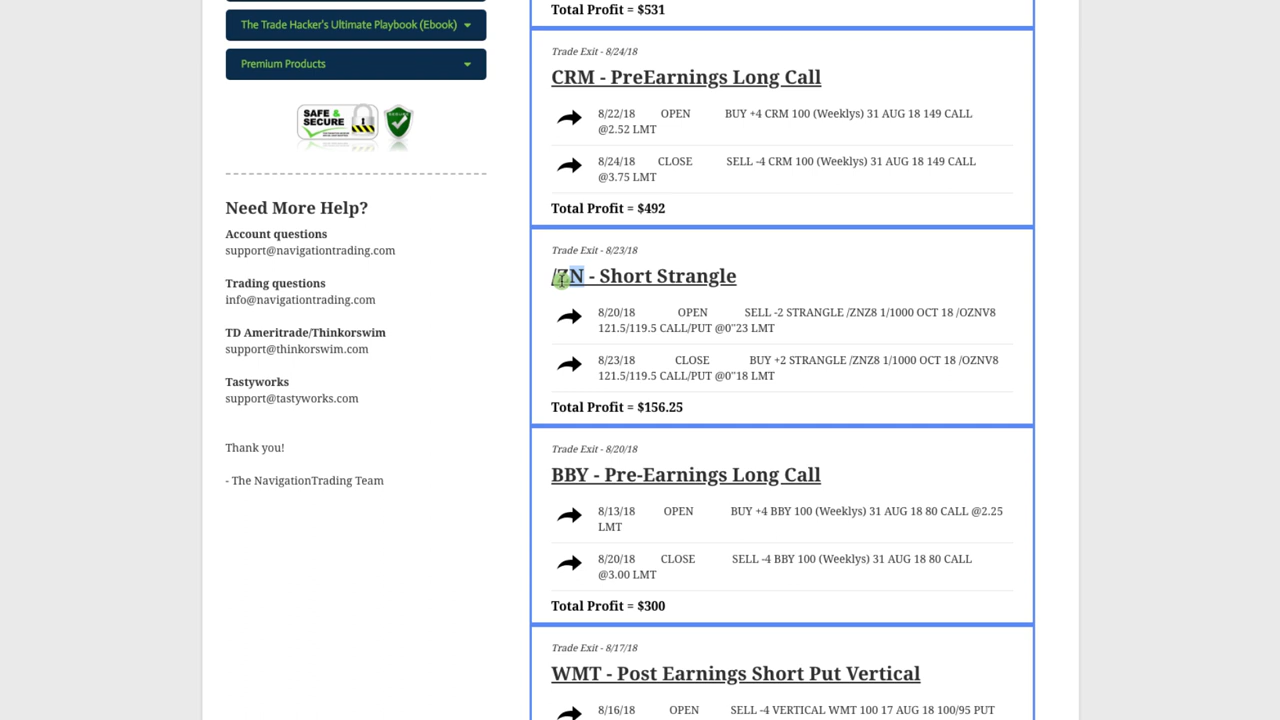 The Trade Hacker's Ultimate Playbook (Ebook)
Premium Products
SAFE &
SECURE
SECURE
Need More Help?
Account questions
support@navigationtrading.com
Trading questions
info@navigationtrading.com
TD Ameritrade/Thinkorswim
support@thinkorswim.com
Tastyworks
support@tastyworks.com
Thank you!
- The NavigationTrading Team
Total Profit = $531
Trade Exit - 8/24/18
CRM - PreEarnings Long Call
8/22/18 OPEN BUY +4 CRM 100 (Weeklys) 31 AUG 18 149 CALL
@2.52 LMT
8/24/18 CLOSE SELL -4 CRM 100 (Weeklys) 31 AUG 18 149 CALL
@3.75 LMT
Total Profit = $492
Trade Exit - 8/23/18
/ZN - Short Strangle
8/20/18 OPEN SELL -2 STRANGLE /ZNZ8 1/1000 OCT 18 /OZNV8
121.5/119.5 CALL/PUT @0"23 LMT
8/23/18 CLOSE BUY +2 STRANGLE /ZNZ8 1/1000 OCT 18 /OZNV8
121.5/119.5 CALL/PUT @0"18 LMT
Total Profit = $156.25
Trade Exit - 8/20/18
BBY - Pre-Earnings Long Call
8/13/18 OPEN BUY +4 BBY 100 (Weeklys) 31 AUG 18 80 CALL @2.25
LMT
8/20/18 CLOSE SELL -4 BBY 100 (Weeklys) 31 AUG 18 80 CALL
@3.00 LMT
Total Profit = $300
Trade Exit - 8/17/18
WMT - Post Earnings Short Put Vertical
8/16/18 OPEN SELL -4 VERTICAL WMT 100 17 AUG 18 100/95 PUT